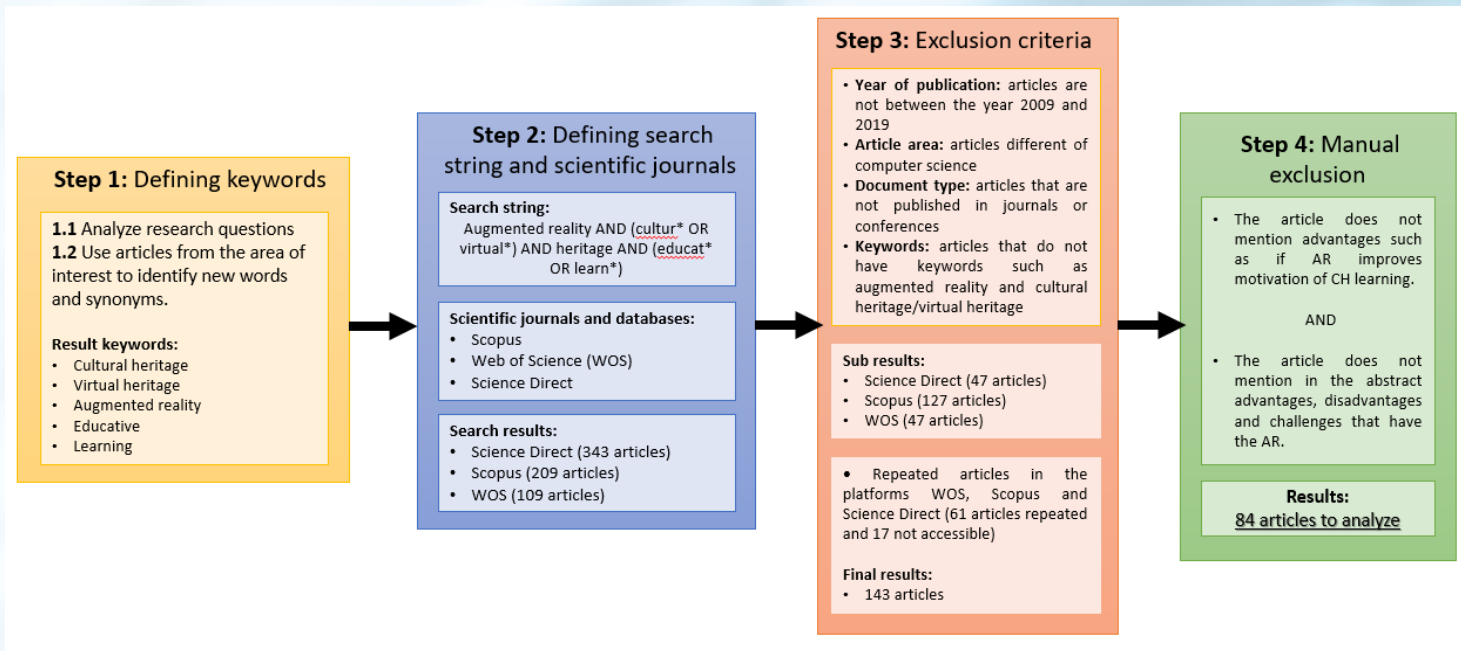 Step 1: Defining keywords
1.1 Analyze research questions
1.2 Use articles from the area of
interest to identify new words
and synonyms.
Result keywords:
• Cultural heritage
• Virtual heritage
• Augmented reality
• Educative
• Learning
Step 2: Defining search
string and scientific journals
Search string:
Augmented reality AND (cultur* OR
virtual*) AND heritage AND (educat*
OR learn*)
Scientific journals and databases:
• Scopus
• Web of Science (WOS)
• Science Direct
Search results:
• Science Direct (343 articles)
• Scopus (209 articles)
• WOS (109 articles)
Step 3: Exclusion criteria
• Year of publication: articles are
not between the year 2009 and
2019
• Article area: articles different of
computer science
• Document type: articles that are
not published in journals or
conferences
• Keywords: articles that do not
have keywords such as
augmented reality and cultural
heritage/virtual heritage
Sub results:
• Science Direct (47 articles)
• Scopus (127 articles)
• WOS (47 articles)
• Repeated articles in the
platforms WOS, Scopus and
Science Direct (61 articles repeated
and 17 not accessible)
Final results:
• 143 articles
Step 4: Manual
exclusion
• The article does not
mention advantages such
as if AR improves
motivation of CH learning.
AND
• The article does not
mention in the abstract
advantages, disadvantages
and challenges that have
the AR.
Results:
84 articles to analyze